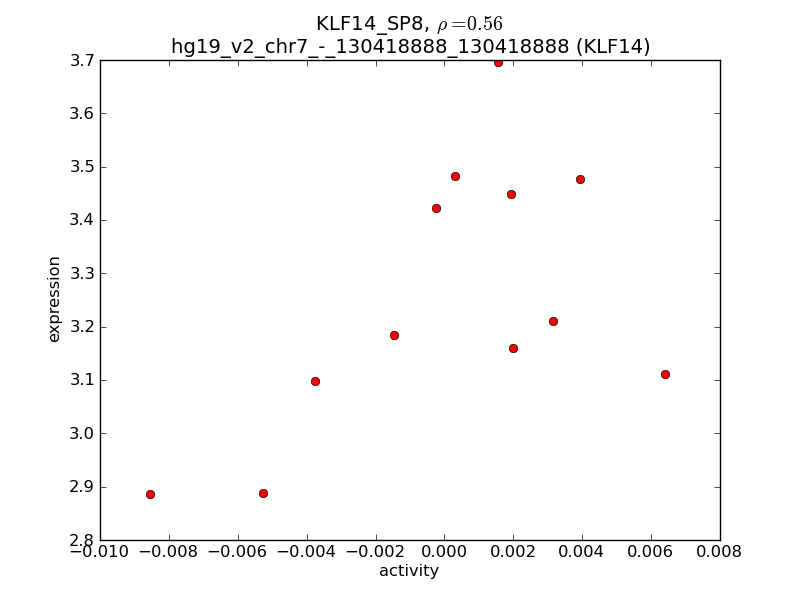 KLF14_SP8, ρ=0.56
hg19_v2_chr7_-_130418888_130418888 (KLF14)
3.7
3.6
3.5
3.4
3.3
3.2
3.1
3.0
2.9
2.8
expression
−0.010 −0.008 −0.006 −0.004 −0.002 0.000 0.002 0.004 0.006 0.008
activity